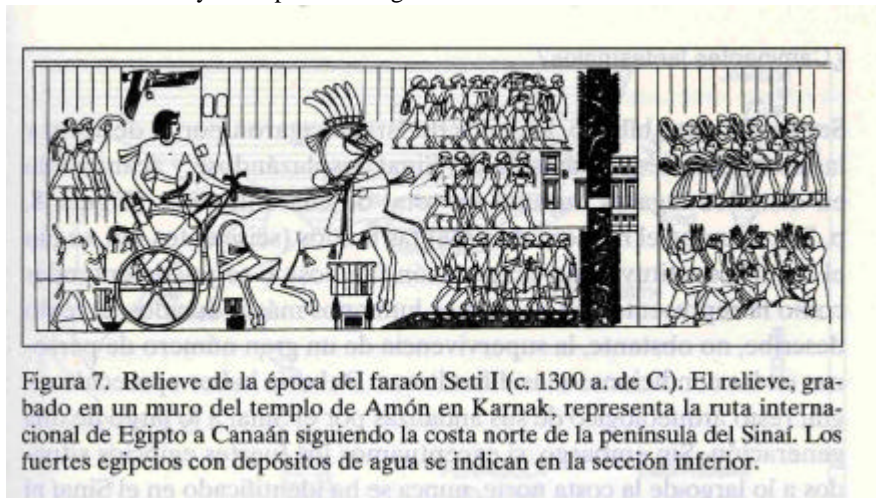 Figura 7. Relieve de la época del faraón Seti I (c. 1300 a. de C.). El relieve, gra-
bado en un muro del templo de Amón en Karnak, representa la ruta interna-
cional de Egipto a Canaán siguiendo la costa norte de la península del Sinaí. Los
fuertes egipcios con depósitos de agua se indican en la sección inferior.